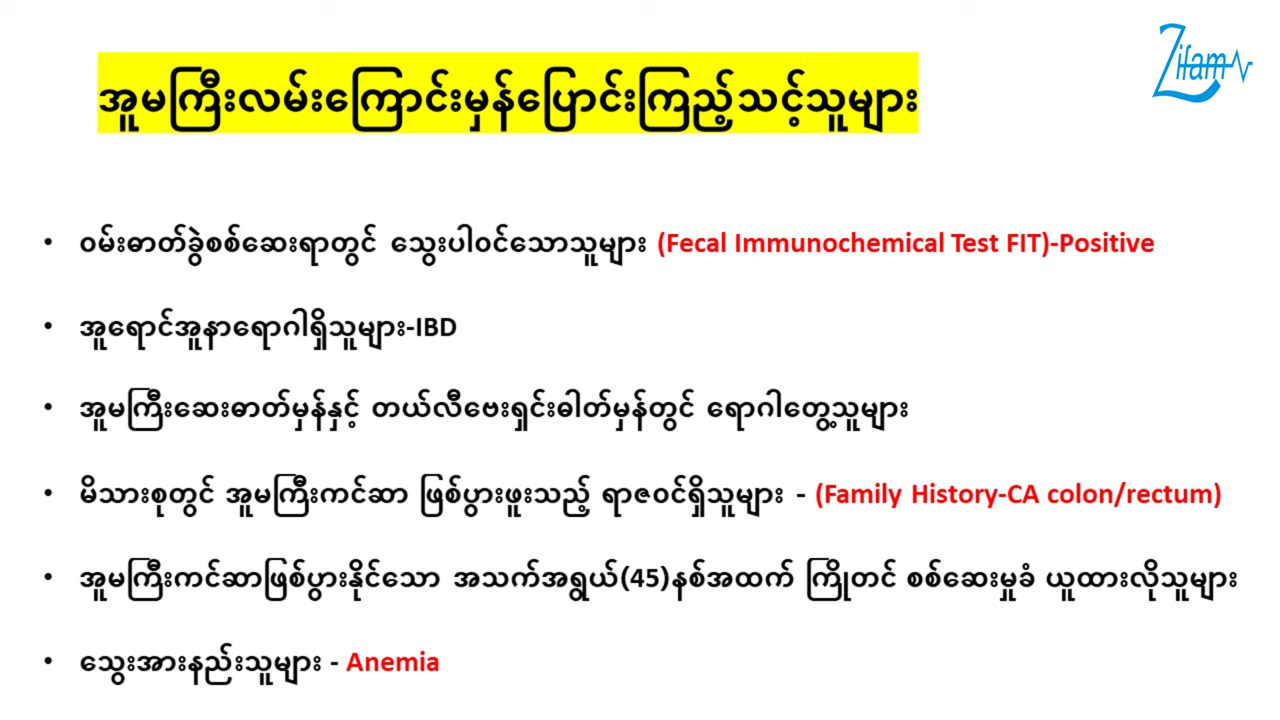 Zifam
အူမကြီးလမ်းကြောင်းမှန်ပြောင်းကြည့်သင့်သူများ
• ဝမ်းဓာတ်ခွဲစစ်ဆေးရာတွင် သွေးပါဝင်သောသူများ (Fecal Immunochemical Test FIT)-Positive
• အူရောင်အူနာရောဂါရှိသူများ-IBD
• အူမကြီးဆေးဓာတ်မှန်နှင့် တယ်လီဗေးရှင်းဓါတ်မှန်တွင် ရောဂါတွေ့သူများ
• မိသားစုတွင် အူမကြီးကင်ဆာ ဖြစ်ပွားဖူးသည့် ရာဇဝင်ရှိသူများ - (Family History-CA colon/rectum)
• အူမကြီးကင်ဆာဖြစ်ပွားနိုင်သော အသက်အရွယ်(45)နှစ်အထက် ကြိုတင် စစ်ဆေးမှုခံ ယူထားလိုသူများ
• သွေးအားနည်းသူများ - Anemia